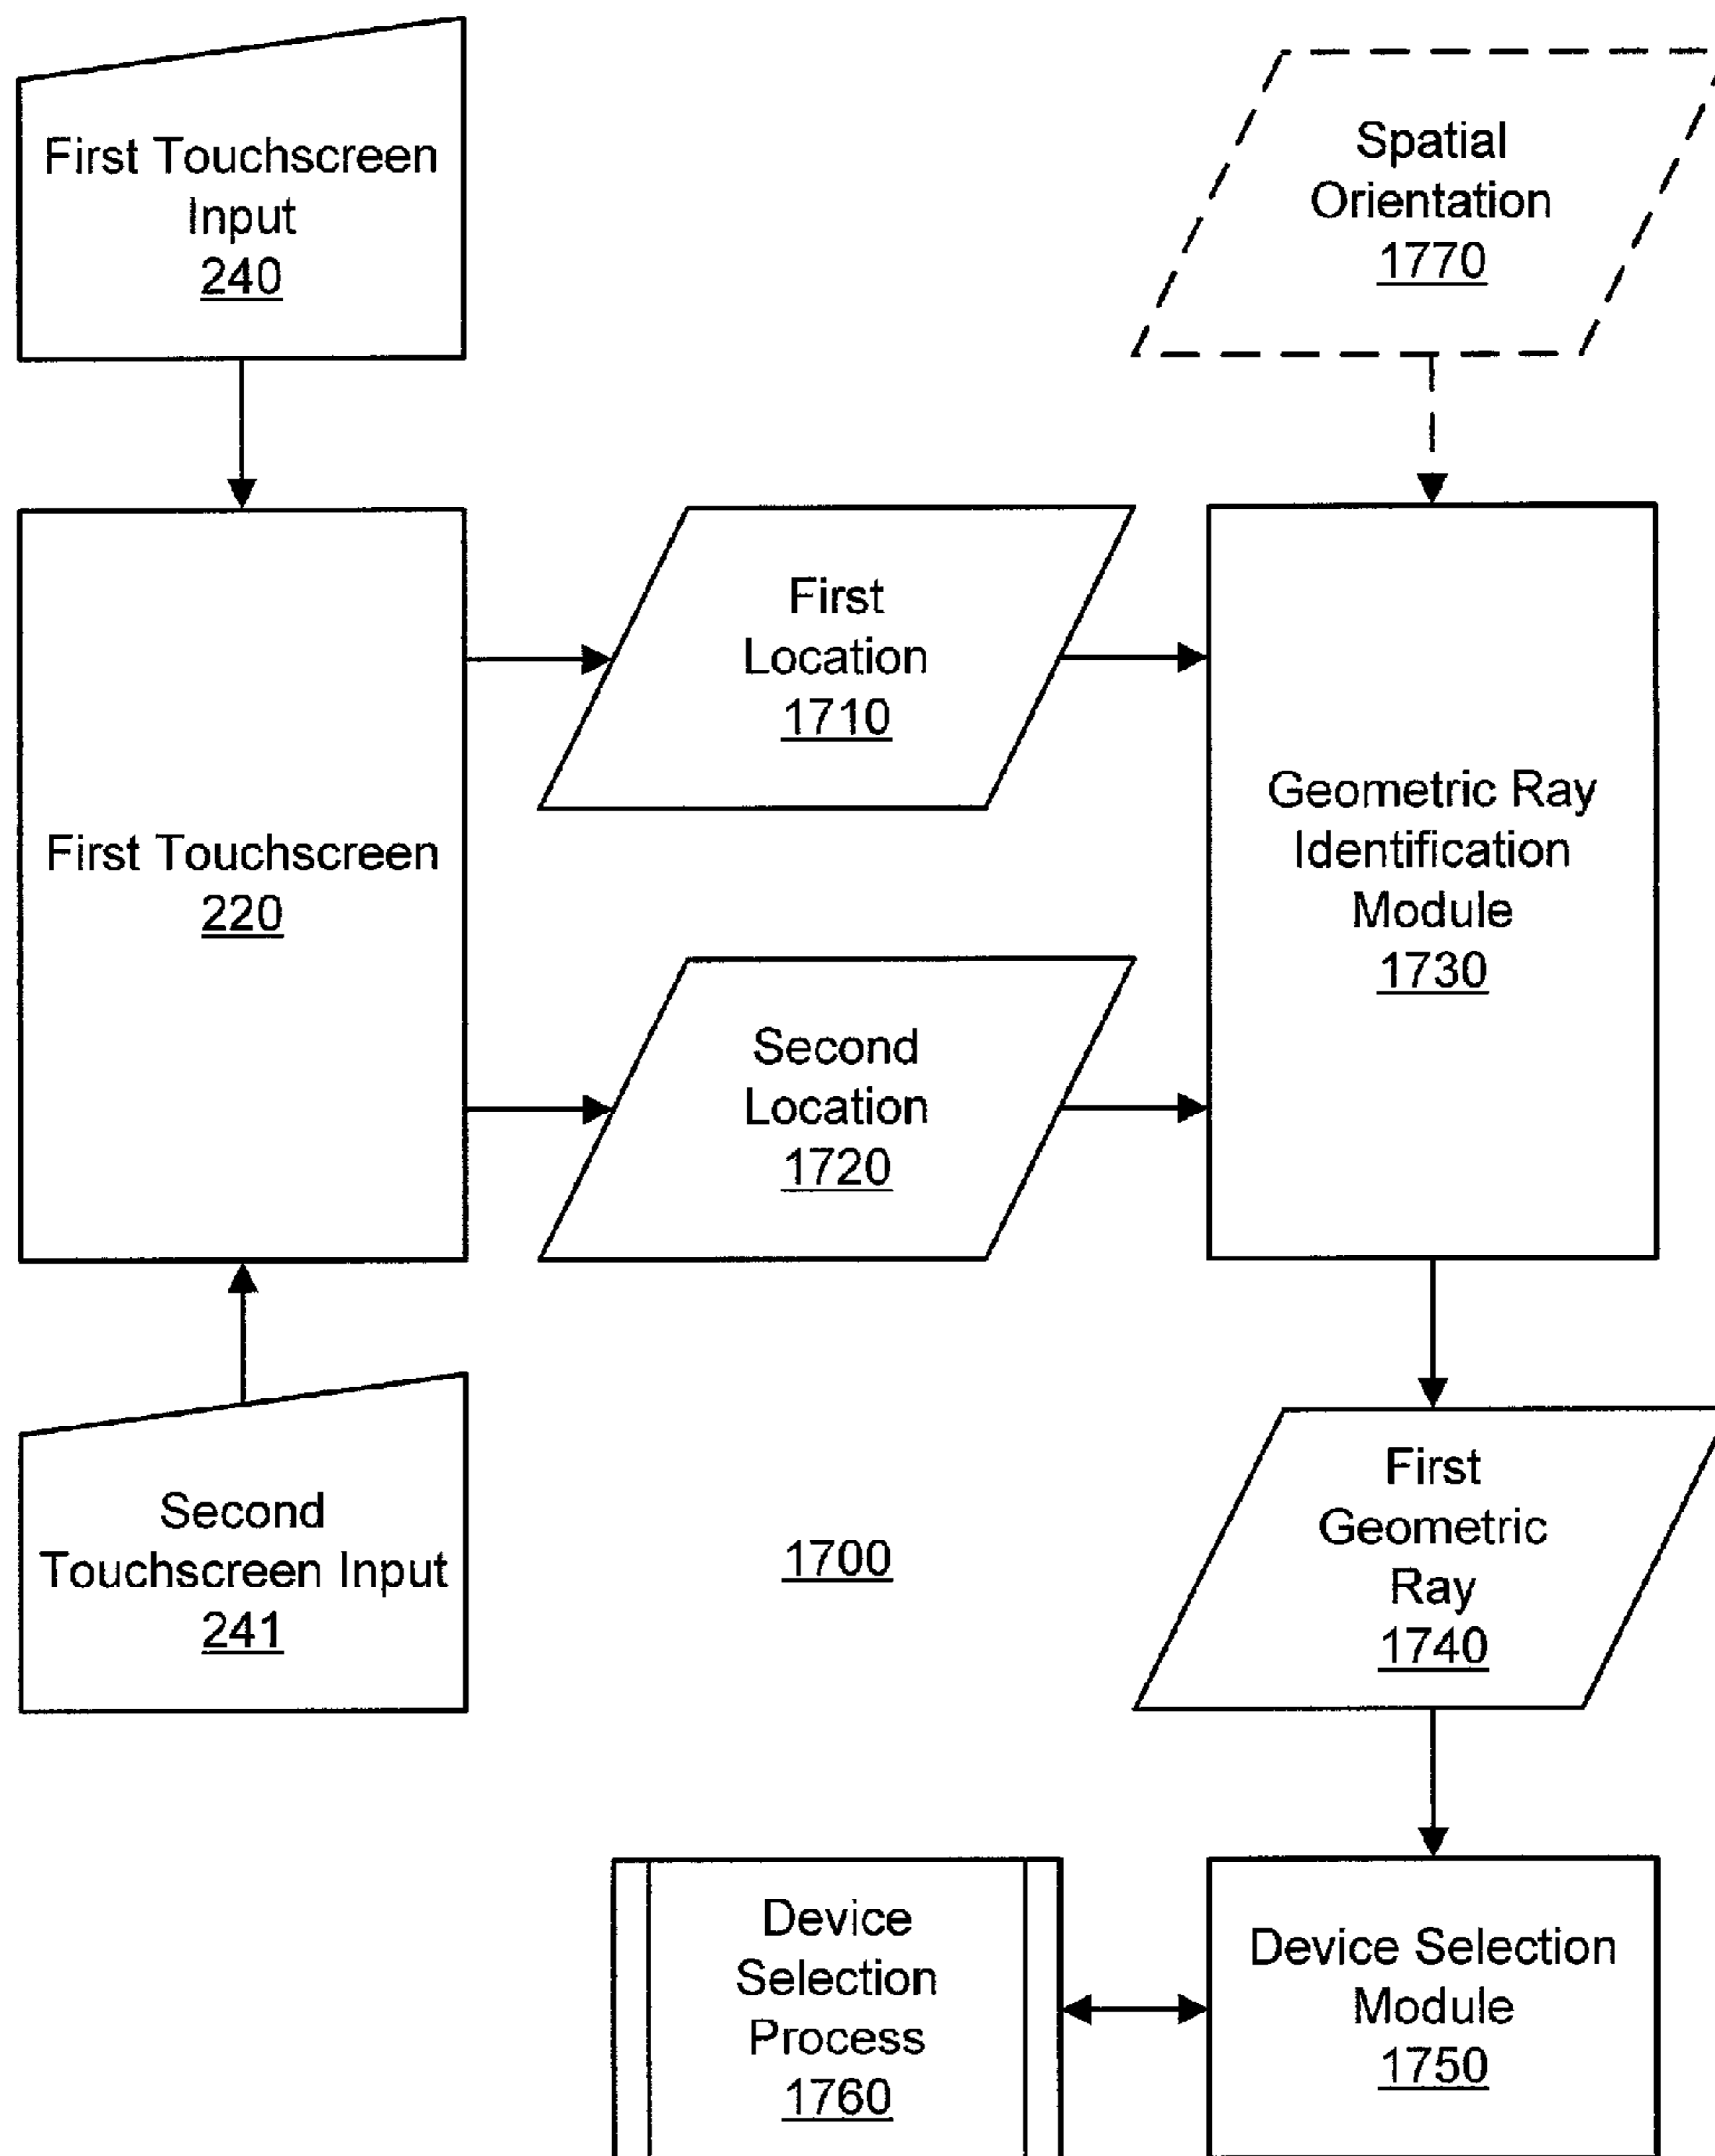 First Touchscreen
Input
240
Spatial
Orientation
1770
First Touchscreen
220
First
Location
1710
Second
Location
1720
Geometric Ray
Identification
Module
1730
Second
Touchscreen Input
241
1700
First
Geometric
Ray
1740
Device
Selection
Process
1760
Device Selection
Module
1750